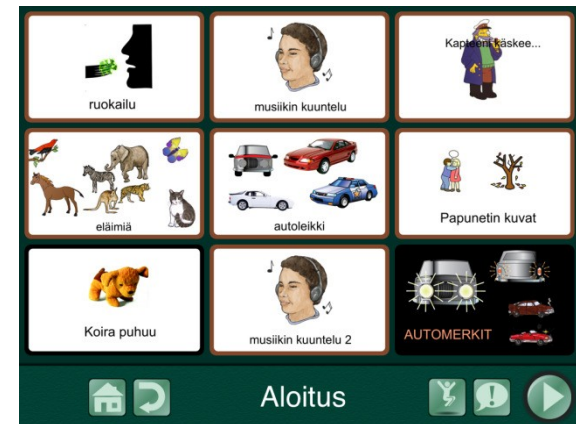 ruokailu
musiikin kuuntelu
Kapteeni käskee...
eläimiä
autoleikki
Papunetin kuvat
Koira puhuu
musiikin kuuntelu 2
AUTOMERKIT
Aloitus